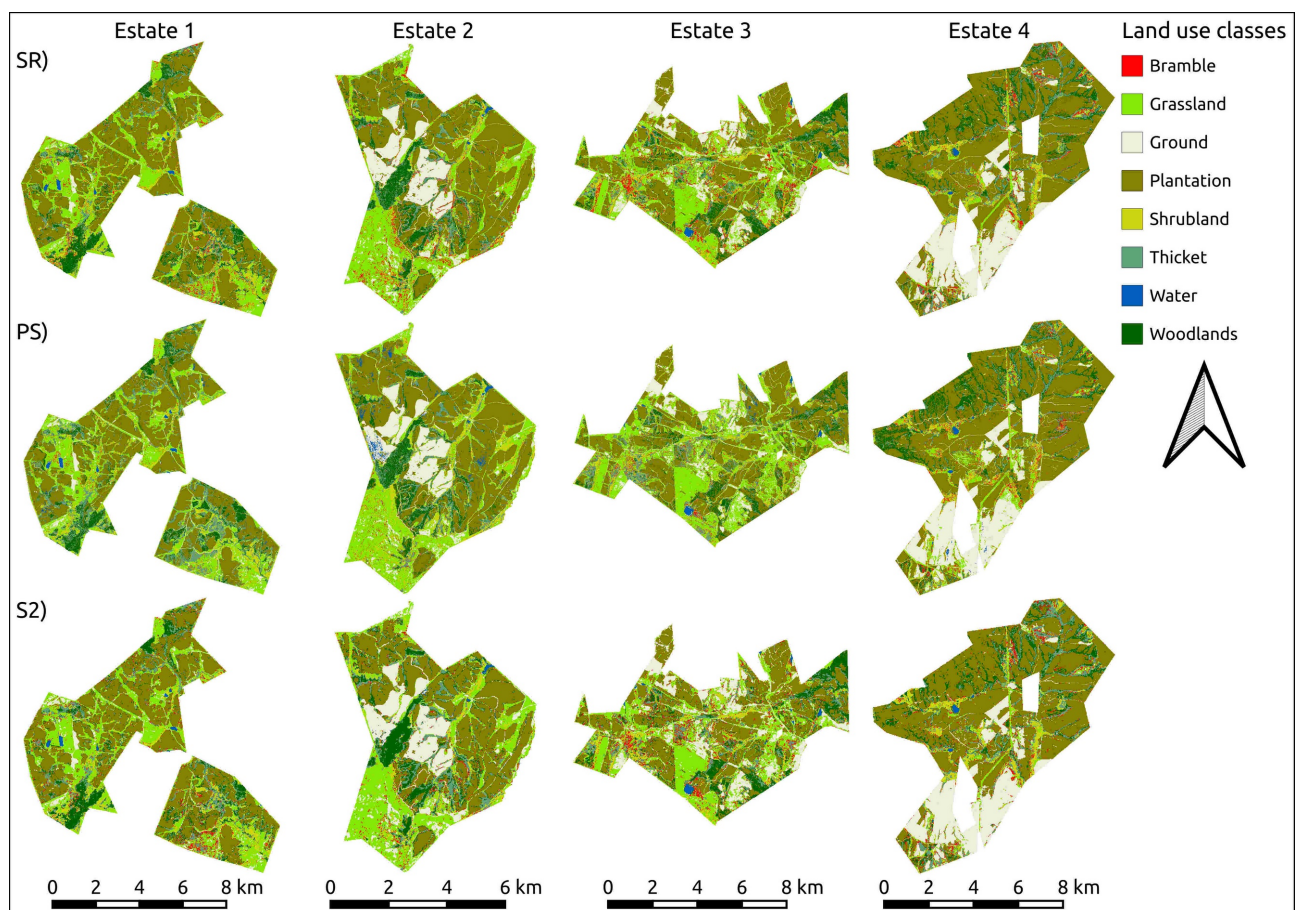 Estate 1 Estate 2 Estate 3 Estate 4 Land use classes
SR)
Bramble
Grassland
Ground
Plantation
Shrubland
Thicket
Water
Woodlands
PS)
S2)
0 2 4 6 8 km 0 2 4 6 km 0 2 4 6 8 km 0 2 4 6 8 km